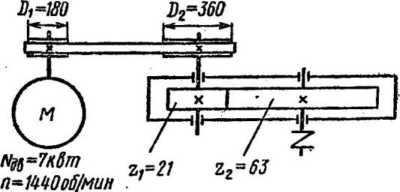 D₁=180 D₂=360
M
Nдв=7квт
n=1440об/мин
z₁=21 z₂=63